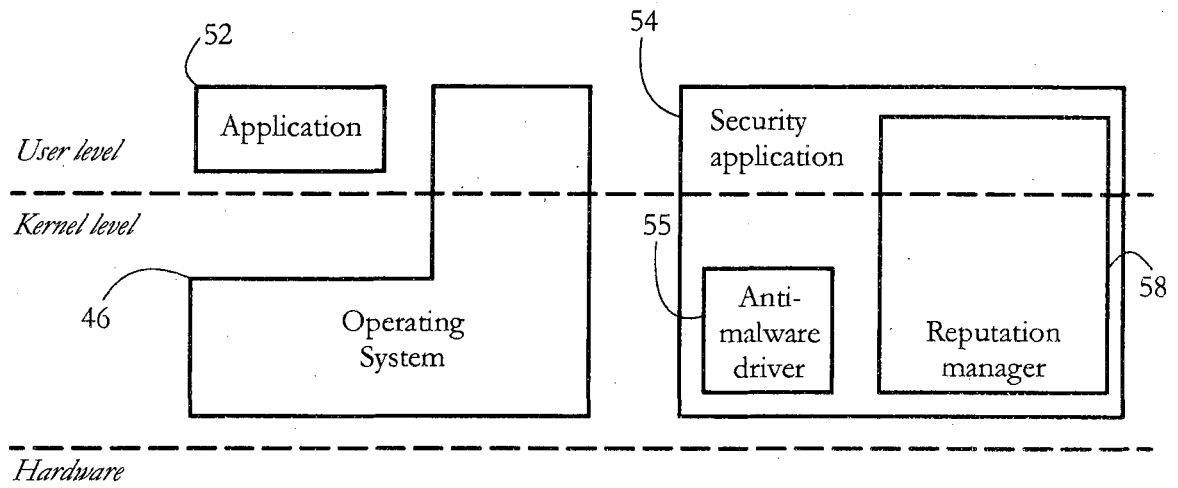 52
54
Application
Security
application
User level
Kernel level
55
46
58
Operating
System
Anti-
malware
driver
Reputation
manager
Hardware